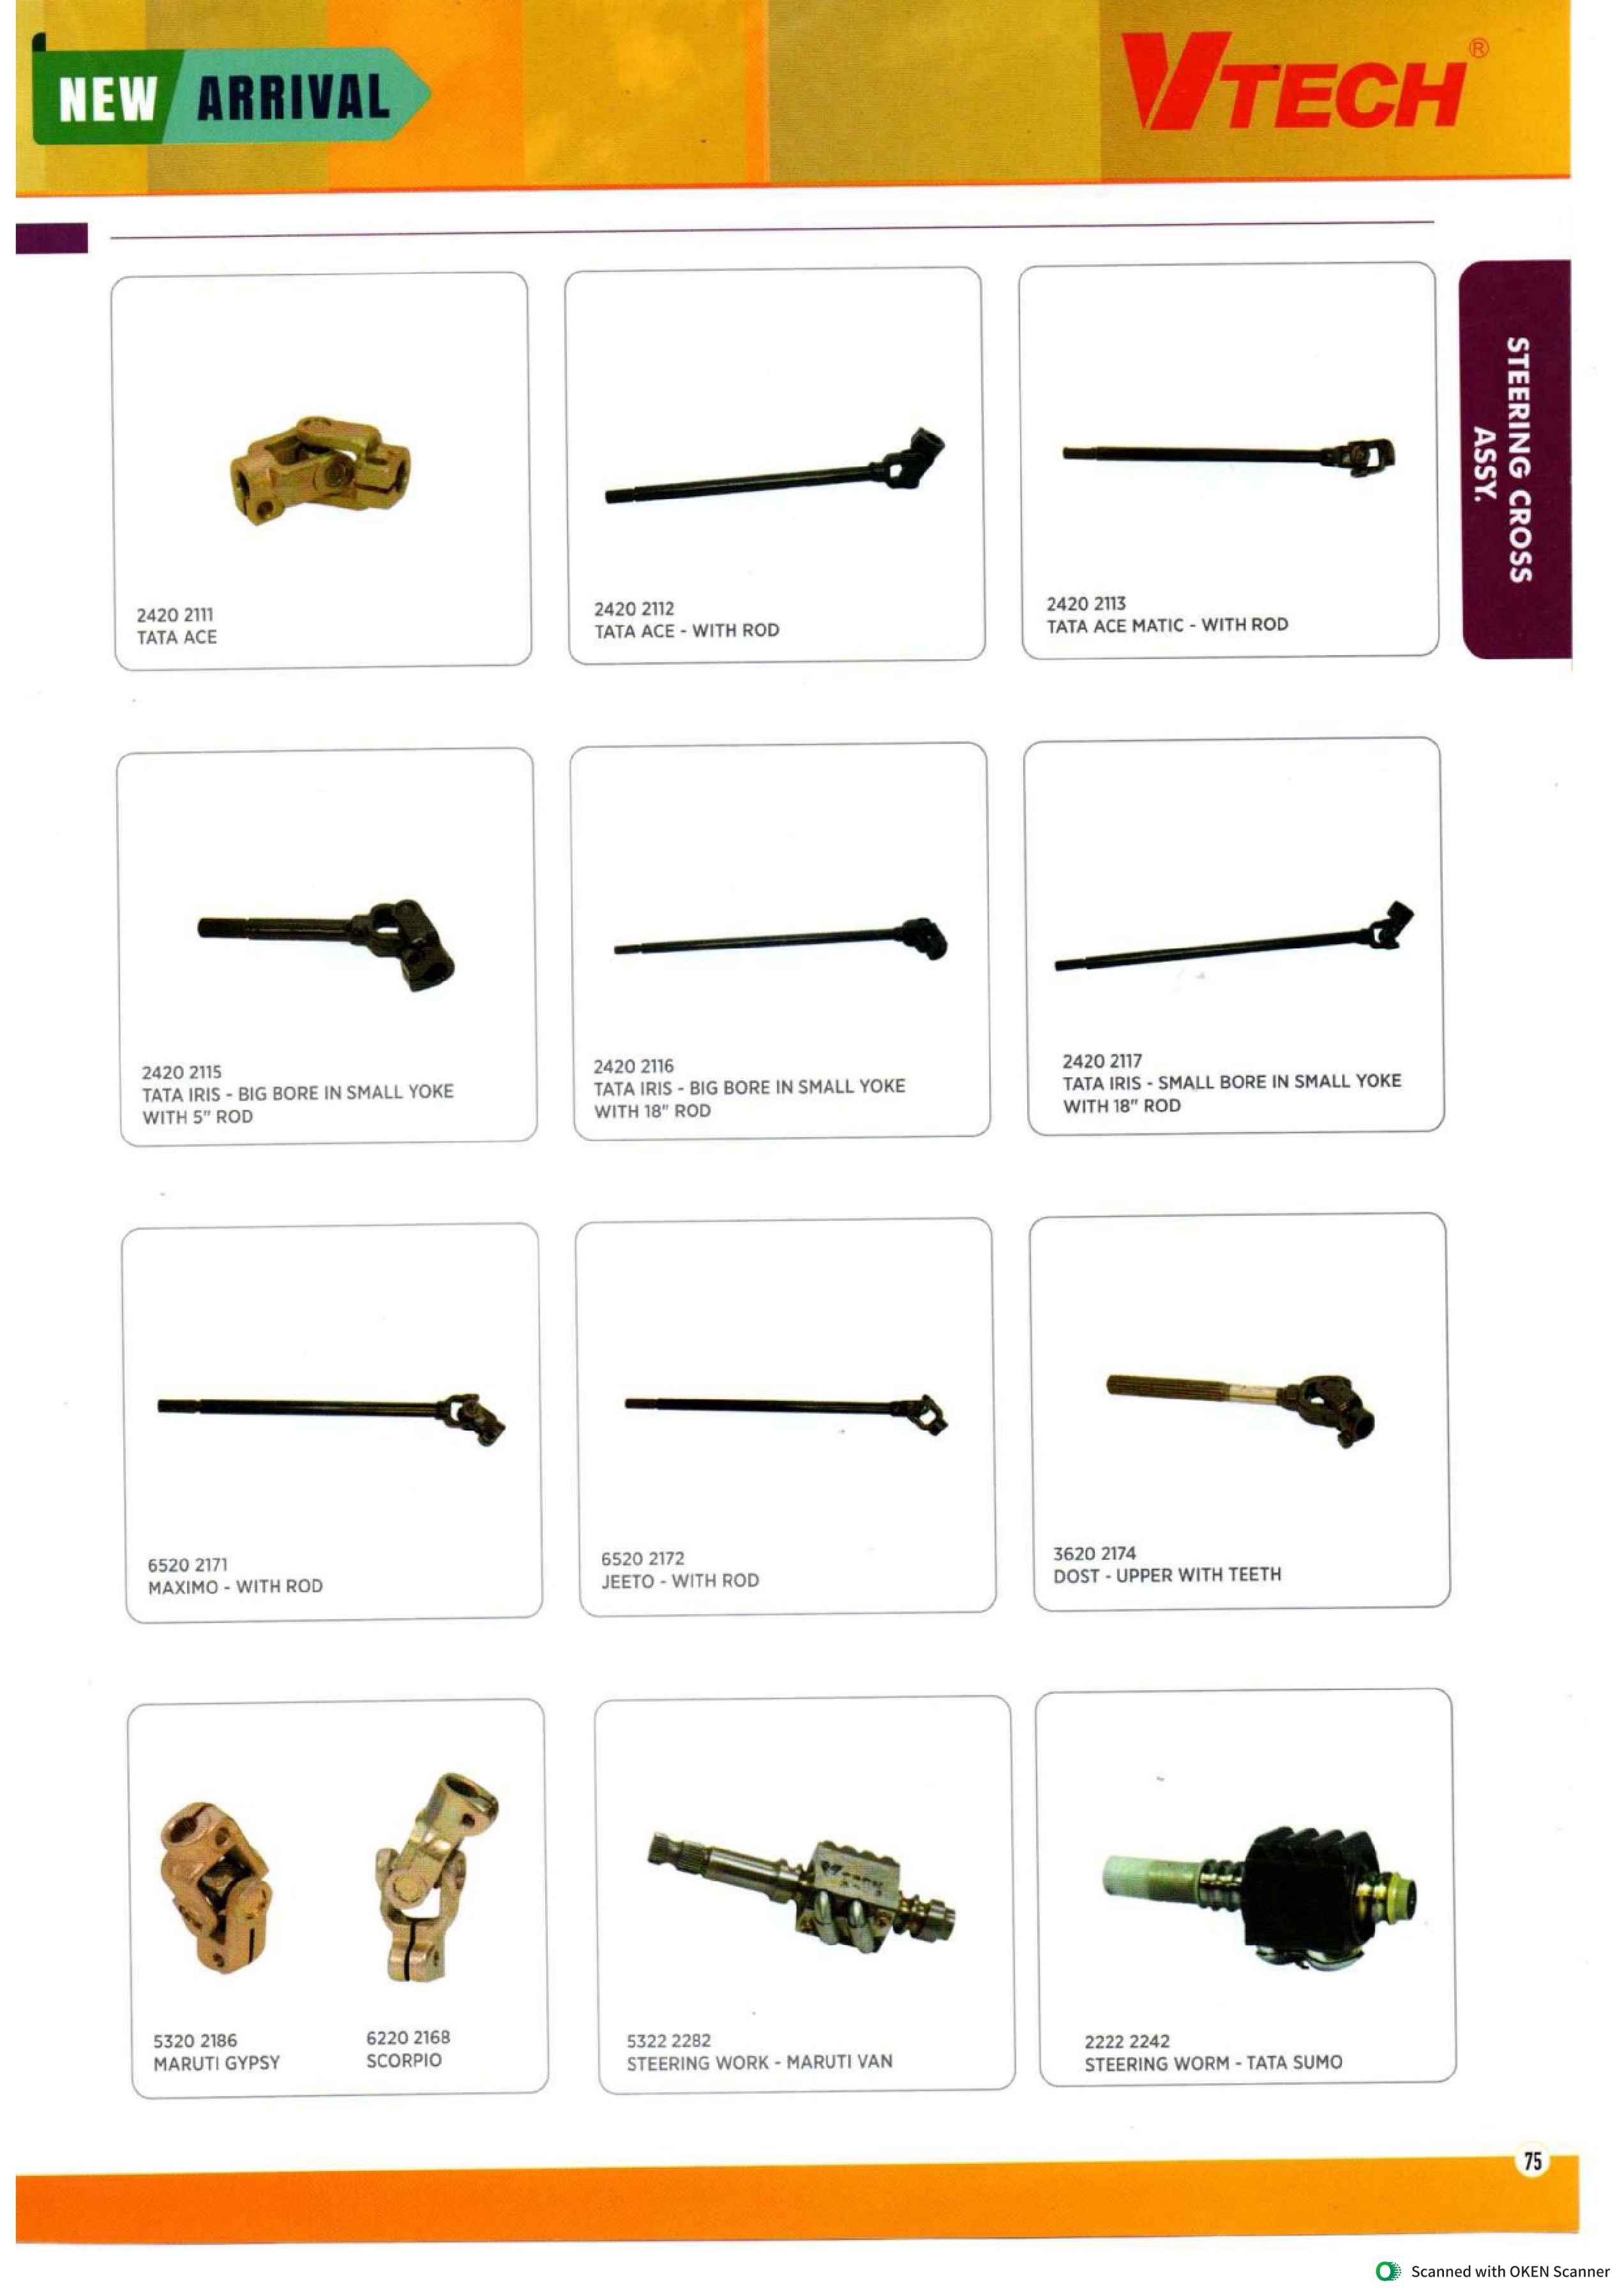 NEW ARRIVAL
VTECH®
STEERING CROSS
ASSY.
2420 2111
TATA ACE
2420 2112
TATA ACE - WITH ROD
2420 2113
TATA ACE MATIC - WITH ROD
2420 2115
TATA IRIS - BIG BORE IN SMALL YOKE
WITH 5" ROD
2420 2116
TATA IRIS - BIG BORE IN SMALL YOKE
WITH 18" ROD
2420 2117
TATA IRIS - SMALL BORE IN SMALL YOKE
WITH 18" ROD
6520 2171
MAXIMO - WITH ROD
6520 2172
JEETO - WITH ROD
3620 2174
DOST - UPPER WITH TEETH
5320 2186
MARUTI GYPSY
6220 2168
SCORPIO
5322 2282
STEERING WORK - MARUTI VAN
2222 2242
STEERING WORM - TATA SUMO
75
Scanned with OKEN Scanner